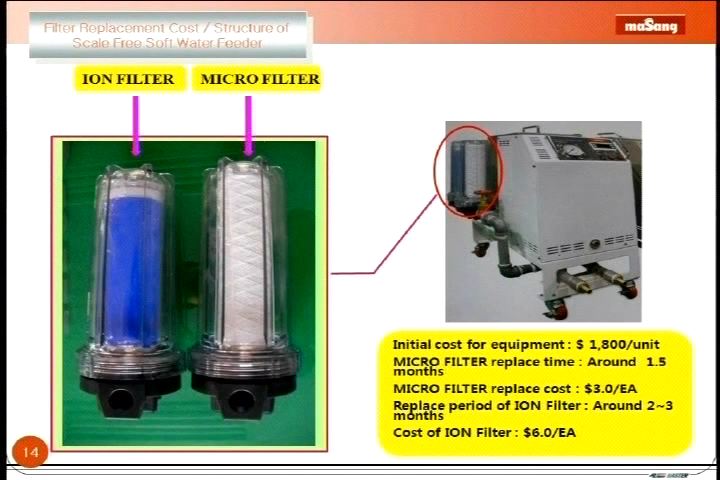 Filter Replacement Cost / Structure of
Scale Free Soft Water Feeder
maSang
ION FILTER
MICRO FILTER
Initial cost for equipment : $ 1,800/unit
MICRO FILTER replace time : Around 1.5
months
MICRO FILTER replace cost : $3.0/EA
Replace period of ION Filter : Around 2~3
months
Cost of ION Filter : $6.0/EA
14